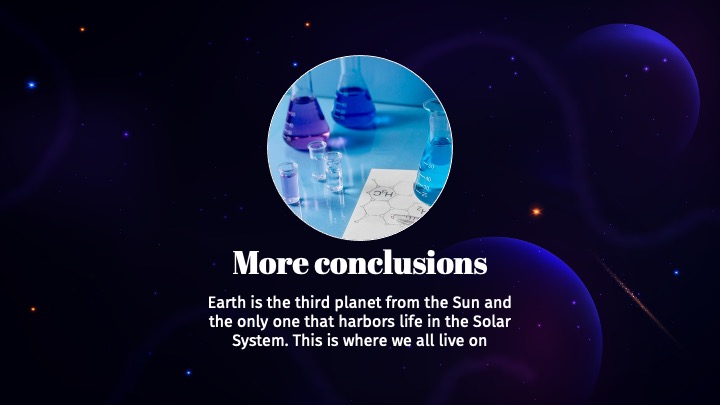 H₃C
More conclusions
Earth is the third planet from the Sun and
the only one that harbors life in the Solar
System. This is where we all live on